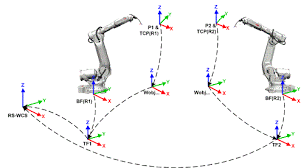 Z
P1 &
TCP(R1)
Y
X
Z
P2 &
TCP(R2)
Y
X
Z
Y
X
BF(R1)
Z
Y
X
Wobj...
Z
Y
X
Wobj...
Z
Y
X
BF(R2)
Z
Y
X
RS-WCS
Z
Y
X
TF1
Z
Y
X
TF2